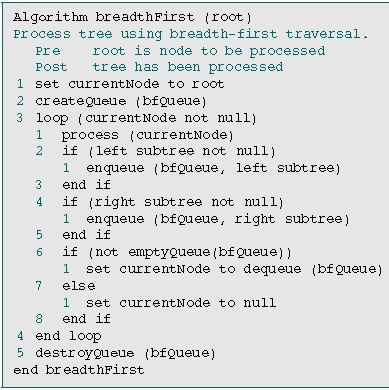 Algorithm breadthFirst (root)
Process tree using breadth-first traversal.
Pre root is node to be processed
Post tree has been processed
1 set currentNode to root
2 createQueue (bfQueue)
3 loop (currentNode not null)
1 process (currentNode)
2 if (left subtree not null)
1 enqueue (bfQueue, left subtree)
3 end if
4 if (right subtree not null)
1 enqueue (bfQueue, right subtree)
5 end if
6 if (not emptyQueue(bfQueue))
1 set currentNode to dequeue (bfQueue)
7 else
1 set currentNode to null
8 end if
4 end loop
5 destroyQueue (bfQueue)
end breadthFirst